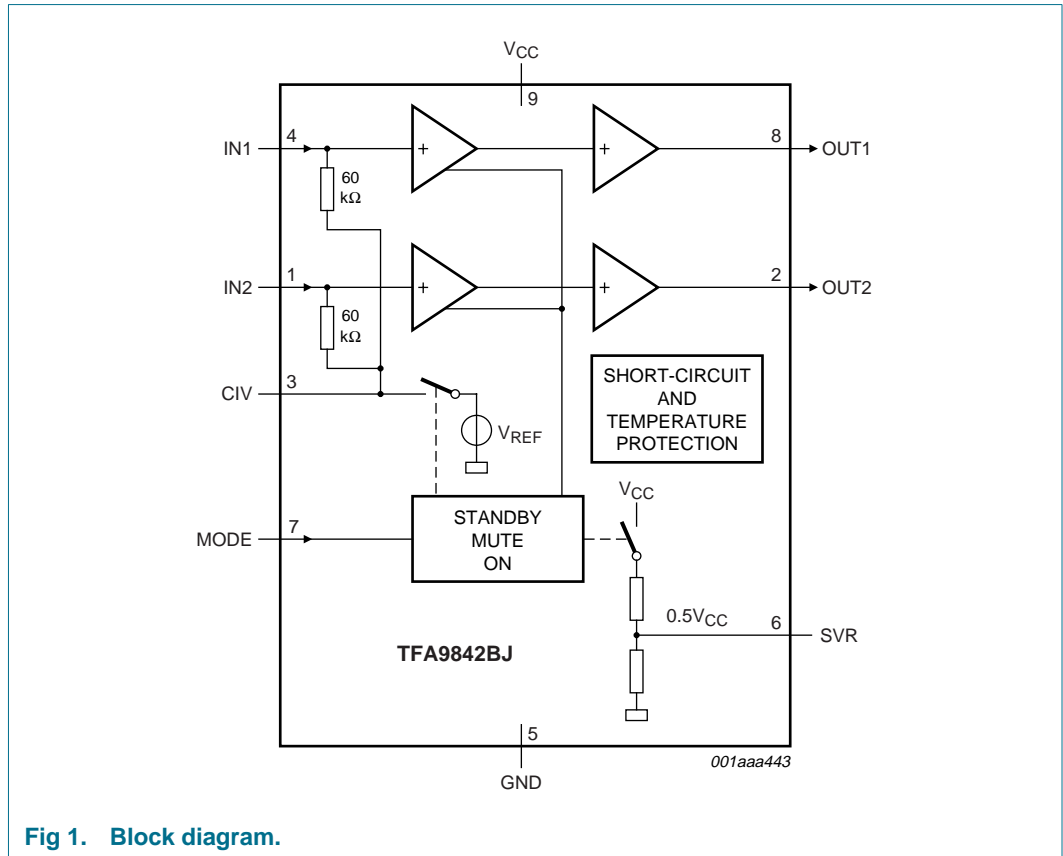 VCC
9
IN1
4
+
+
8
OUT1
60
kΩ
IN2
1
+
+
2
OUT2
60
kΩ
CIV
3
VREF
SHORT-CIRCUIT
AND
TEMPERATURE
PROTECTION
VCC
MODE
7
STANDBY
MUTE
ON
0.5VCC
6
SVR
TFA9842BJ
5
GND
001aaa443
Fig 1. Block diagram.